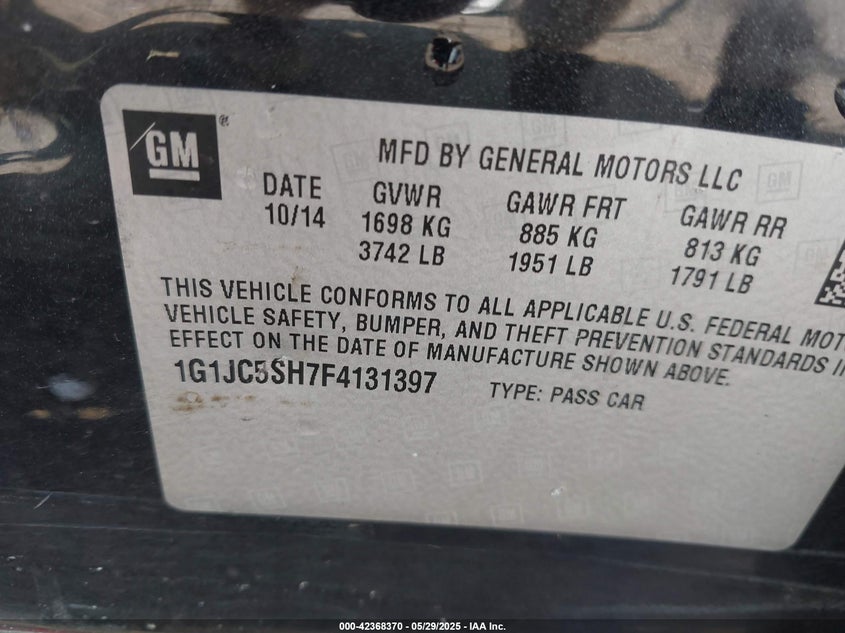 GM®
MFD BY GENERAL MOTORS LLC
DATE GVWR GAWR FRT GAWR RR
10/14 1698 KG 885 KG 813 KG
3742 LB 1951 LB 1791 LB
THIS VEHICLE CONFORMS TO ALL APPLICABLE U.S. FEDERAL MOT
VEHICLE SAFETY, BUMPER, AND THEFT PREVENTION STANDARDS I
EFFECT ON THE DATE OF MANUFACTURE SHOWN ABOVE.
1G1JC5SH7F4131397 TYPE: PASS CAR
000-42368370 - 05/29/2025 - IAA Inc.